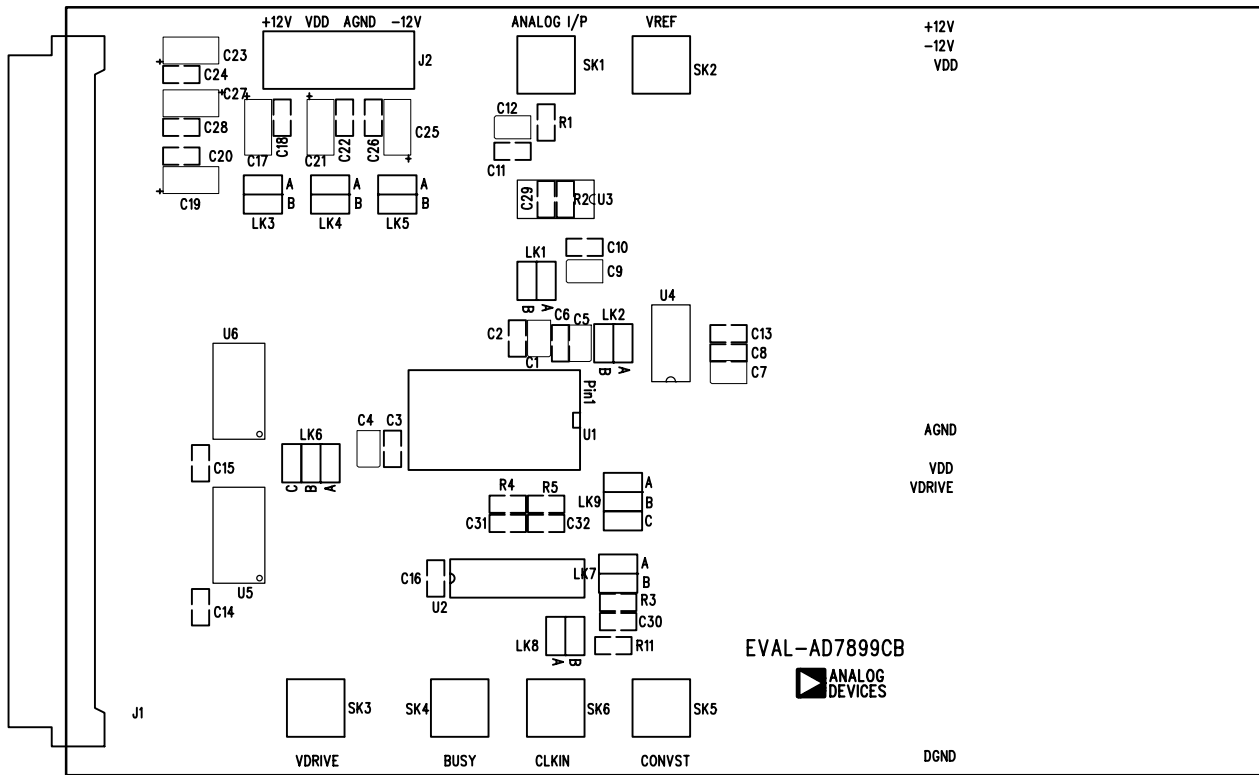 +12V VDD AGND -12V
ANALOG I/P
VREF
+12V
-12V
VDD
C23
C24
J2
SK1
SK2
C27
C28
C18
C22
C26
C25
C12
R1
C20
C17
C21
C11
C19
A
B
LK3
A
B
LK4
A
B
LK5
C29
R2
U3
LK1
C10
C9
B
A
U4
C2
C1
C6
C5
LK2
B
A
C13
C8
C7
U6
Pin1
U1
C4
C3
AGND
LK6
C
B
A
C15
VDD
VDRIVE
R4
R5
C31
C32
LK9
A
B
C
U5
C14
C16
U2
LK7
A
B
R3
C30
LK8
A
B
R11
EVAL-AD7899CB
ANALOG
DEVICES
J1
SK3
SK4
SK6
SK5
VDRIVE
BUSY
CLKIN
CONVST
DGND